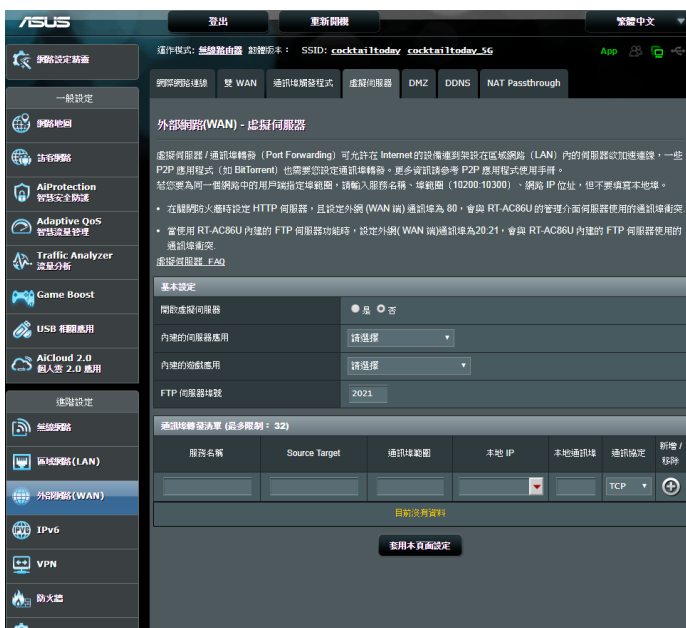 ASUS
登出
重新開機
繁體中文
運作模式: 無線路由器 韌體版本: SSID: cocktailtoday cocktailtoday_5G
App
網路設定精靈
一般設定
網路地圖
訪客網路
AiProtection
智慧安全防護
Adaptive QoS
智慧流量管理
Traffic Analyzer
流量分析
Game Boost
USB 相關應用
AiCloud 2.0
個人雲 2.0 應用
進階設定
無線網路
區域網路(LAN)
外部網路(WAN)
IPv6
VPN
防火牆
網際網路連線
雙 WAN
通訊埠觸發程式
虛擬伺服器
DMZ
DDNS
NAT Passthrough
外部網路(WAN) - 虛擬伺服器
虛擬伺服器 / 通訊埠轉發(Port Forwarding)可允許在 Internet 的設備連到架設在區域網路(LAN)內的伺服器欲加速連線,一些
P2P 應用程式(如 BitTorrent)也需要您設定通訊埠轉發。更多資訊請參考 P2P 應用程式使用手冊。
若您要為同一個網路中的用戶端指定埠範圍,請輸入服務名稱、埠範圍(10200:10300)、網路 IP 位址,但不要填寫本地埠。
• 在關閉防火牆時設定 HTTP 伺服器,且設定外網 (WAN 端) 通訊埠為 80,會與 RT-AC86U 的管理介面伺服器使用的通訊衝突.
• 當使用 RT-AC86U 內建的 FTP 伺服器功能時,設定外網( WAN 端)通訊埠為20:21,會與 RT-AC86U 內建的 FTP 伺服器使用的
通訊埠衝突.
虛擬伺服器 FAQ
基本設定
開啟虛擬伺服器
是 否
內建的伺服器應用
請選擇
內建的遊戲應用
請選擇
FTP 伺服器埠號
2021
通訊埠轉發清單 (最多限制: 32)
服務名稱
Source Target
通訊埠範圍
本地 IP
本地通訊埠
通訊協定
新增 /
移除
TCP
目前沒有資料
套用本頁面設定